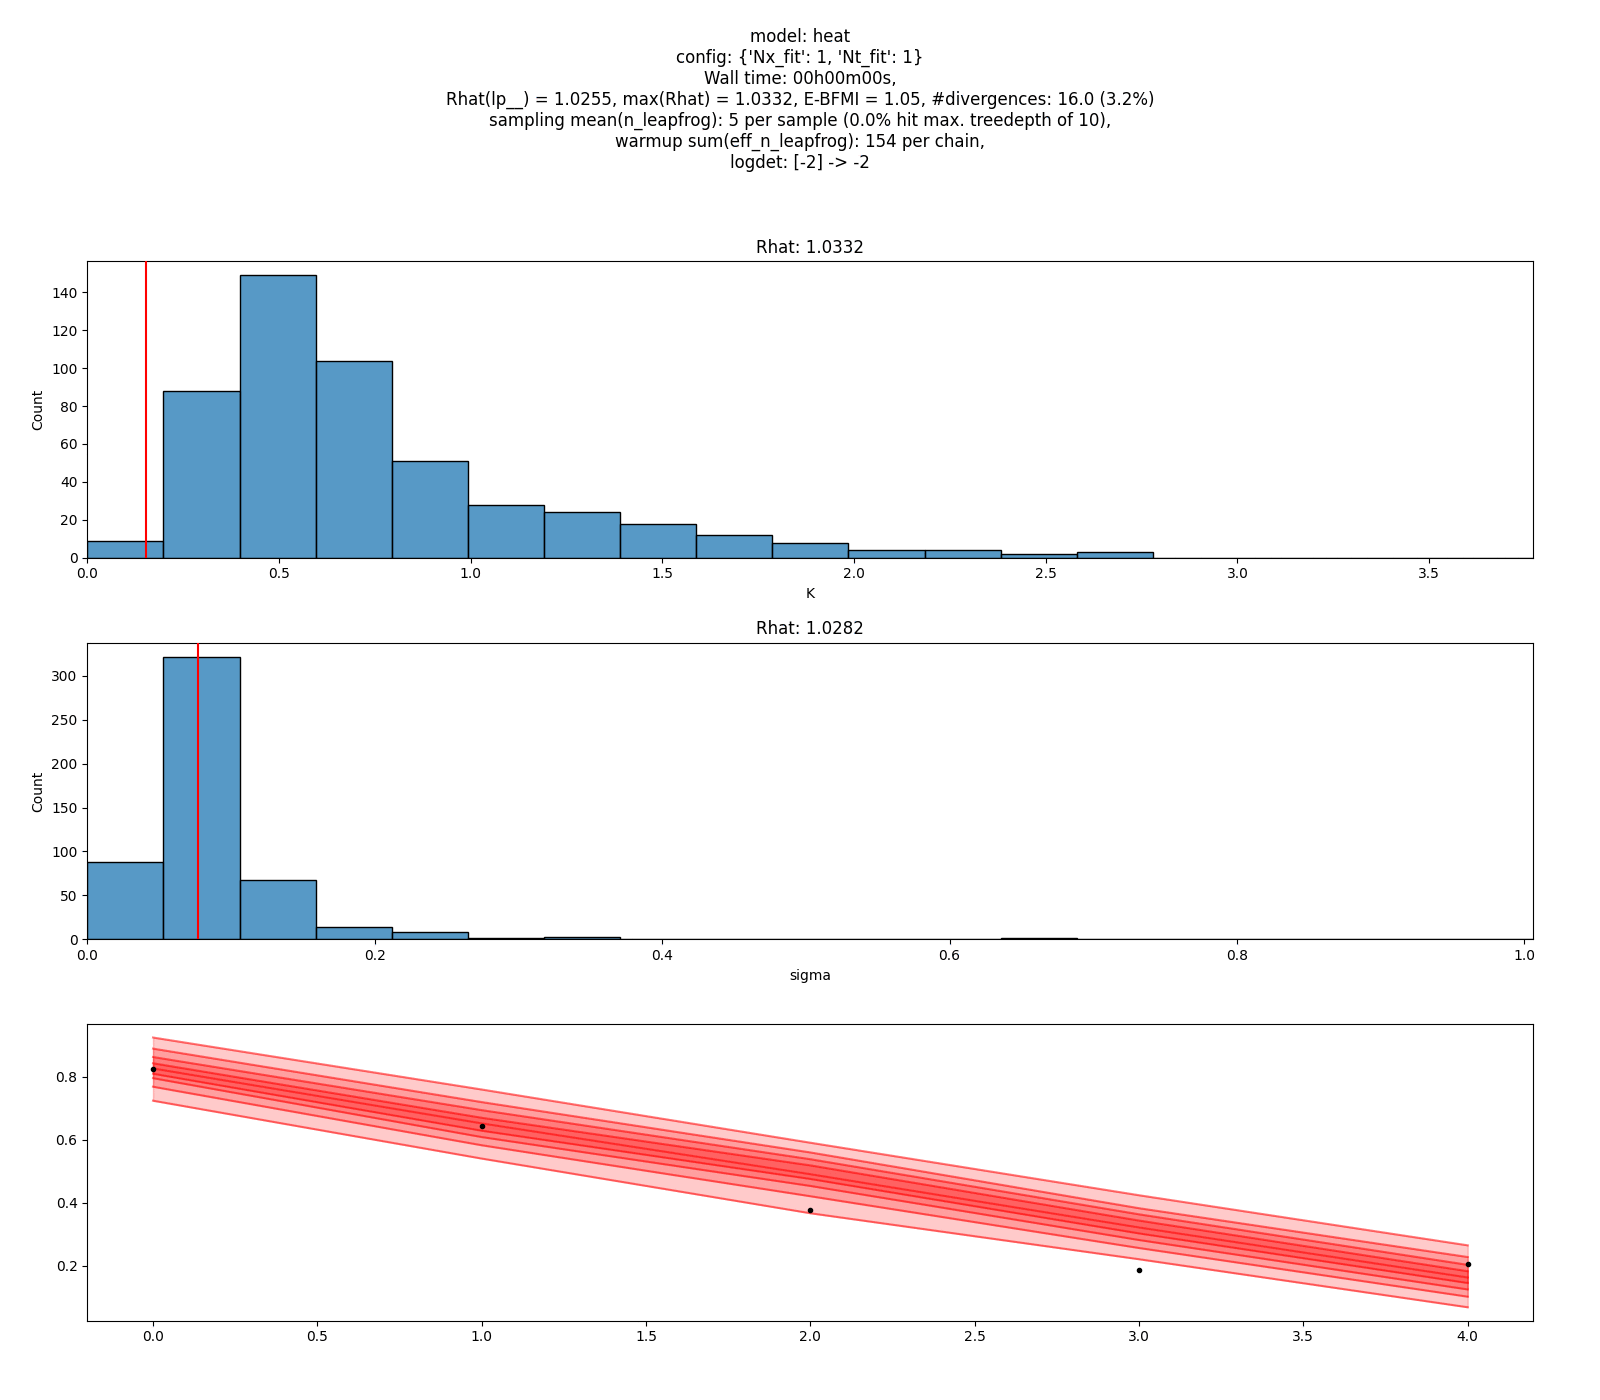 model: heat
config: {'Nx_fit': 1, 'Nt_fit': 1}
Wall time: 00h00m00s,
Rhat(lp__) = 1.0255, max(Rhat) = 1.0332, E-BFMI = 1.05, #divergences: 16.0 (3.2%)
sampling mean(n_leapfrog): 5 per sample (0.0% hit max. treedepth of 10),
warmup sum(eff_n_leapfrog): 154 per chain,
logdet: [-2] -> -2
Rhat: 1.0332
140
120
100
80
60
40
20
0
Count
0.0 0.5 1.0 1.5 2.0 2.5 3.0 3.5
K
Rhat: 1.0282
300
250
200
150
100
50
0
Count
0.0 0.2 0.4 0.6 0.8 1.0
sigma
0.8
0.6
0.4
0.2
0.0 0.5 1.0 1.5 2.0 2.5 3.0 3.5 4.0